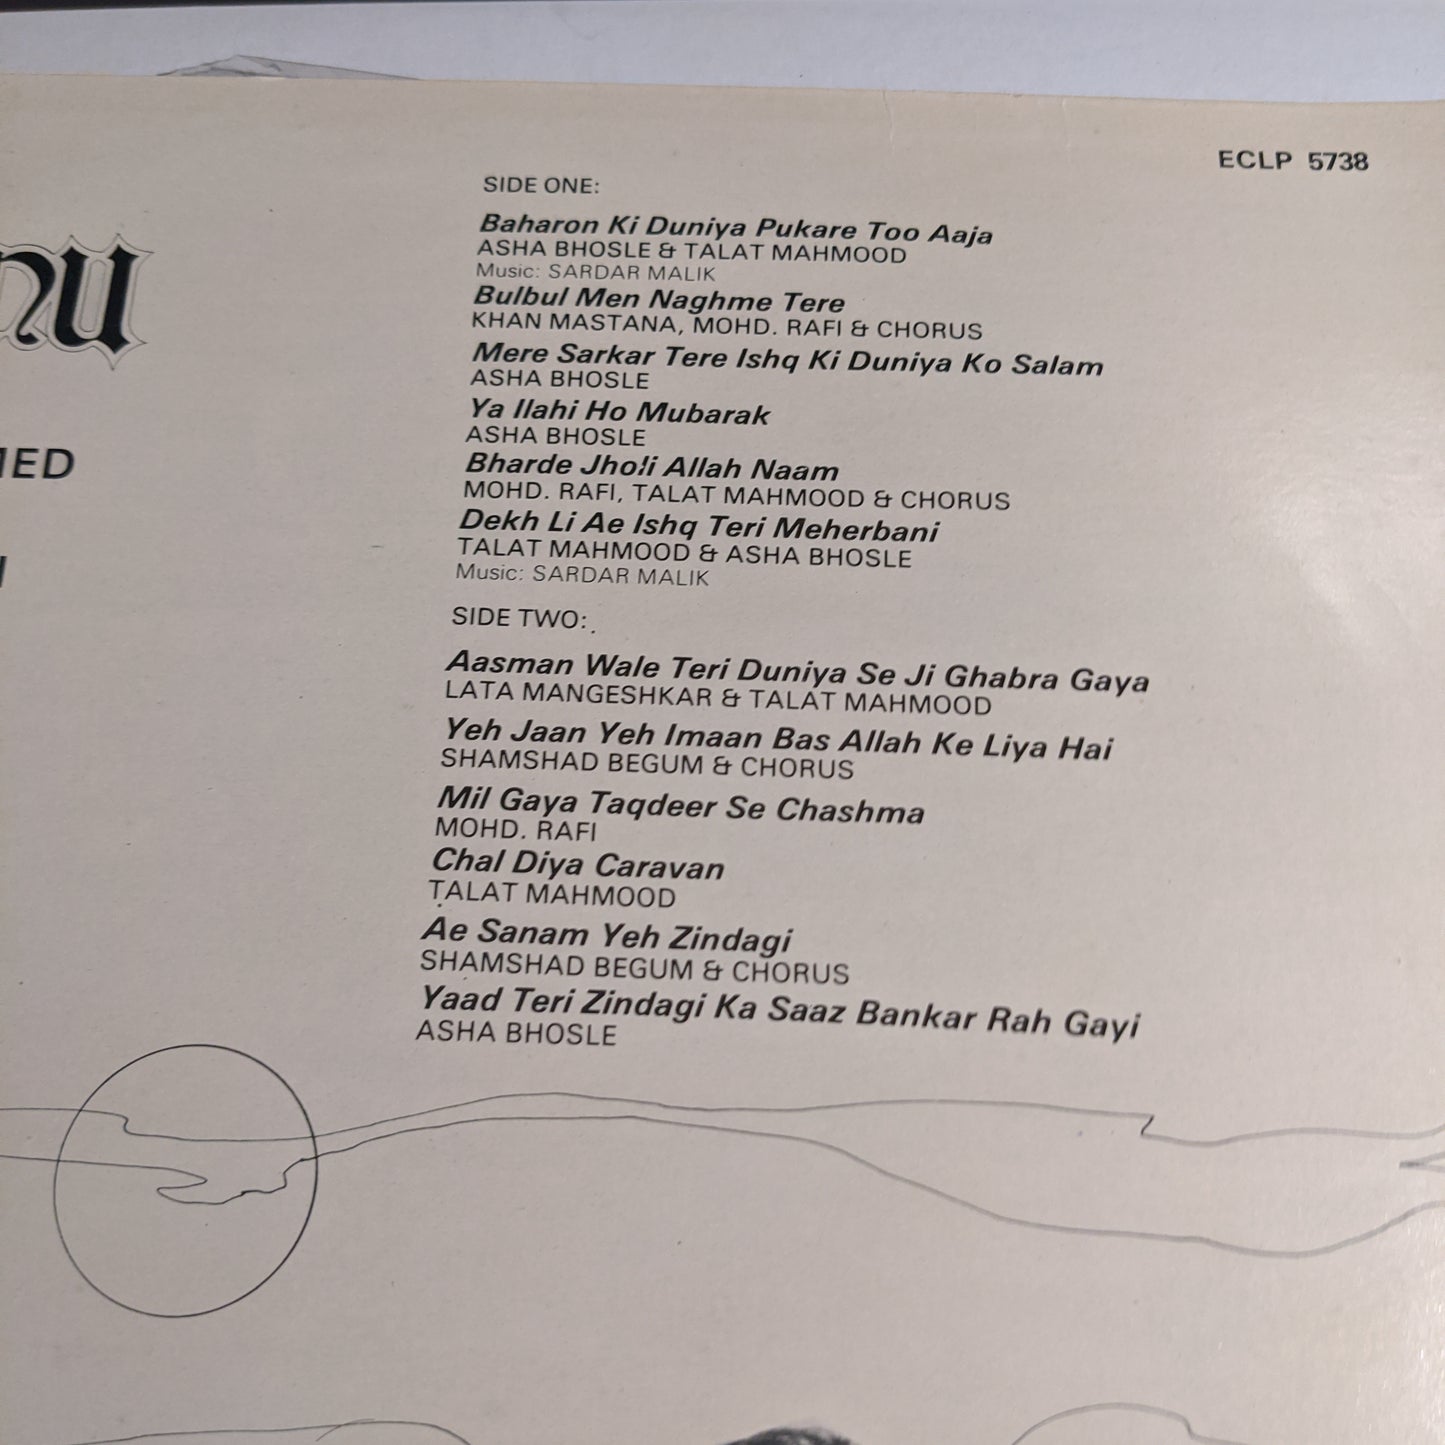 ECLP 5738
SIDE ONE:
Baharon Ki Duniya Pukare Too Aaja
ASHA BHOSLE & TALAT MAHMOOD
Music: SARDAR MALIK
Bulbul Men Naghme Tere
KHAN MASTANA, MOHD. RAFI & CHORUS
Mere Sarkar Tere Ishq Ki Duniya Ko Salam
ASHA BHOSLE
Ya Ilahi Ho Mubarak
ASHA BHOSLE
Bharde Jholi Allah Naam
MOHD. RAFI, TALAT MAHMOOD & CHORUS
Dekh Li Ae Ishq Teri Meherbani
TALAT MAHMOOD & ASHA BHOSLE
Music: SARDAR MALIK
SIDE TWO:
Aasman Wale Teri Duniya Se Ji Ghabra Gaya
LATA MANGESHKAR & TALAT MAHMOOD
Yeh Jaan Yeh Imaan Bas Allah Ke Liya Hai
SHAMSHAD BEGUM & CHORUS
Mil Gaya Taqdeer Se Chashma
MOHD. RAFI
Chal Diya Caravan
TALAT MAHMOOD
Ae Sanam Yeh Zindagi
SHAMSHAD BEGUM & CHORUS
Yaad Teri Zindagi Ka Saaz Bankar Rah Gayi
ASHA BHOSLE